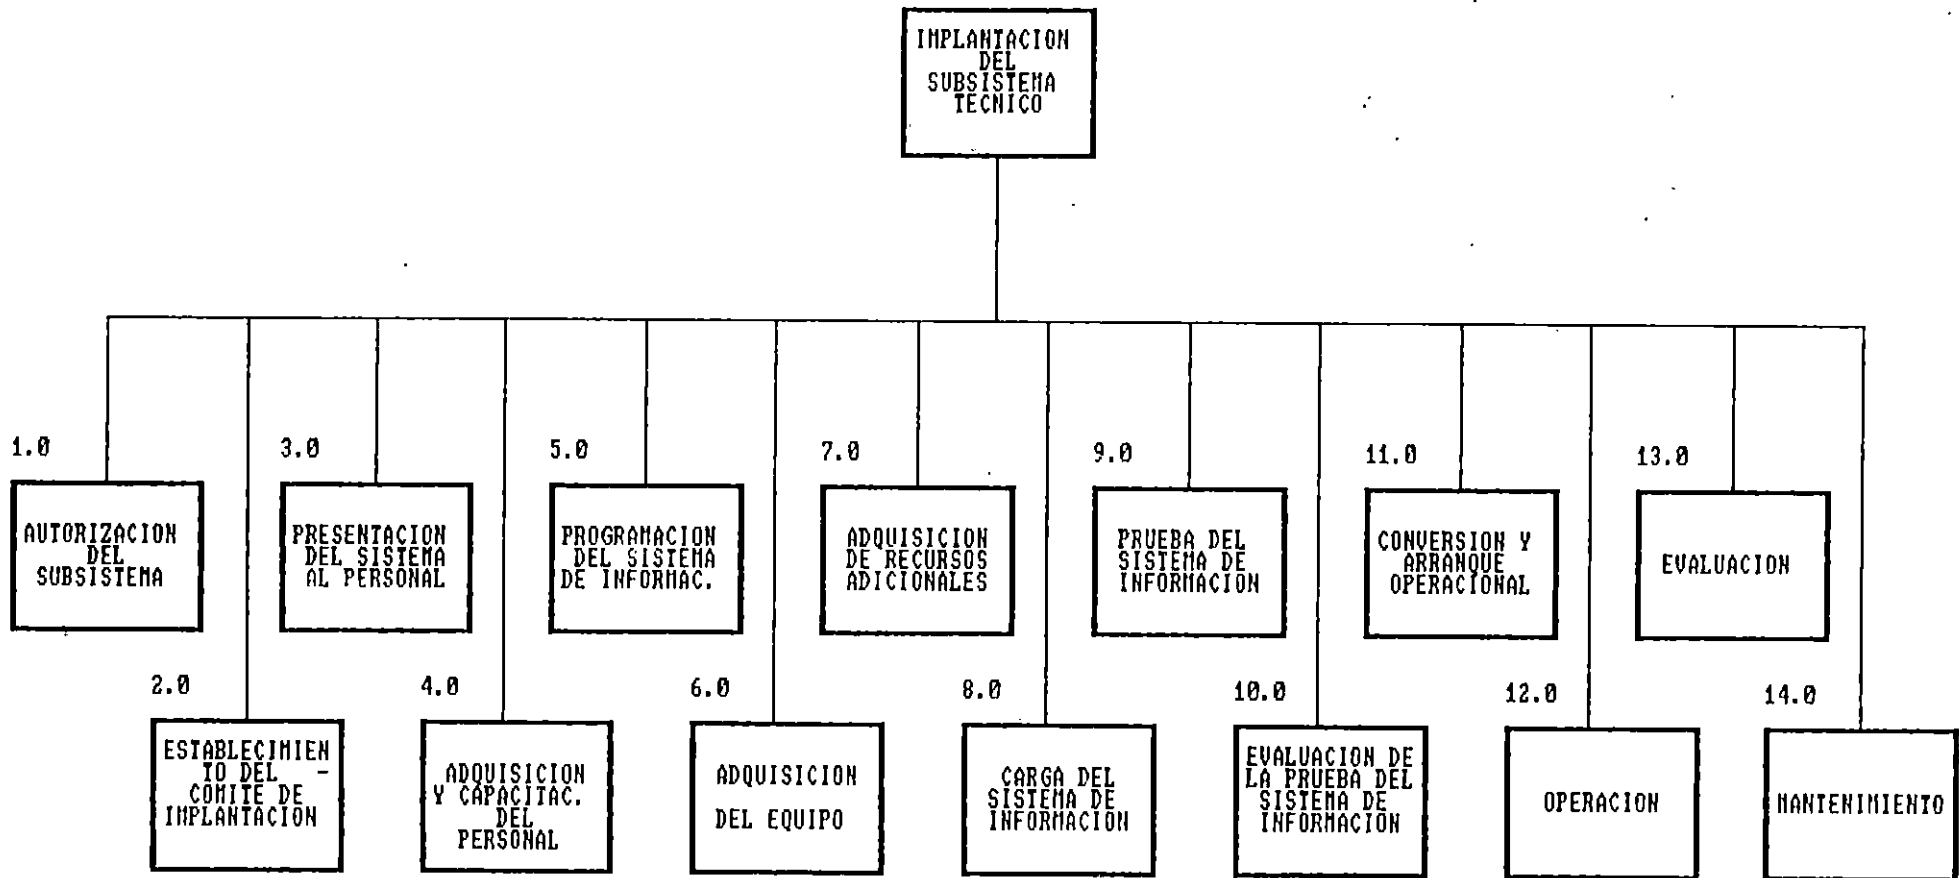 IMPLANTACION
DEL
SUBSISTEMA
TECNICO
1.0
AUTORIZACION
DEL
SUBSISTEMA
2.0
ESTABLECIMIEN
TO DEL -
COMITE DE
IMPLANTACION
3.0
PRESENTACION
DEL SISTEMA
AL PERSONAL
4.0
ADQUISICION
Y CAPACITAC.
DEL
PERSONAL
5.0
PROGRAMACION
DEL SISTEMA
DE INFORMAC.
6.0
ADQUISICION
DEL EQUIPO
7.0
ADQUISICION
DE RECURSOS
ADICIONALES
8.0
CARGA DEL
SISTEMA DE
INFORMACION
9.0
PRUEBA DEL
SISTEMA DE
INFORMACION
10.0
EVALUACION DE
LA PRUEBA DEL
SISTEMA DE
INFORMACION
11.0
CONVERSION Y
ARRANQUE
OPERACIONAL
12.0
OPERACION
13.0
EVALUACION
14.0
MANTENIMIENTO